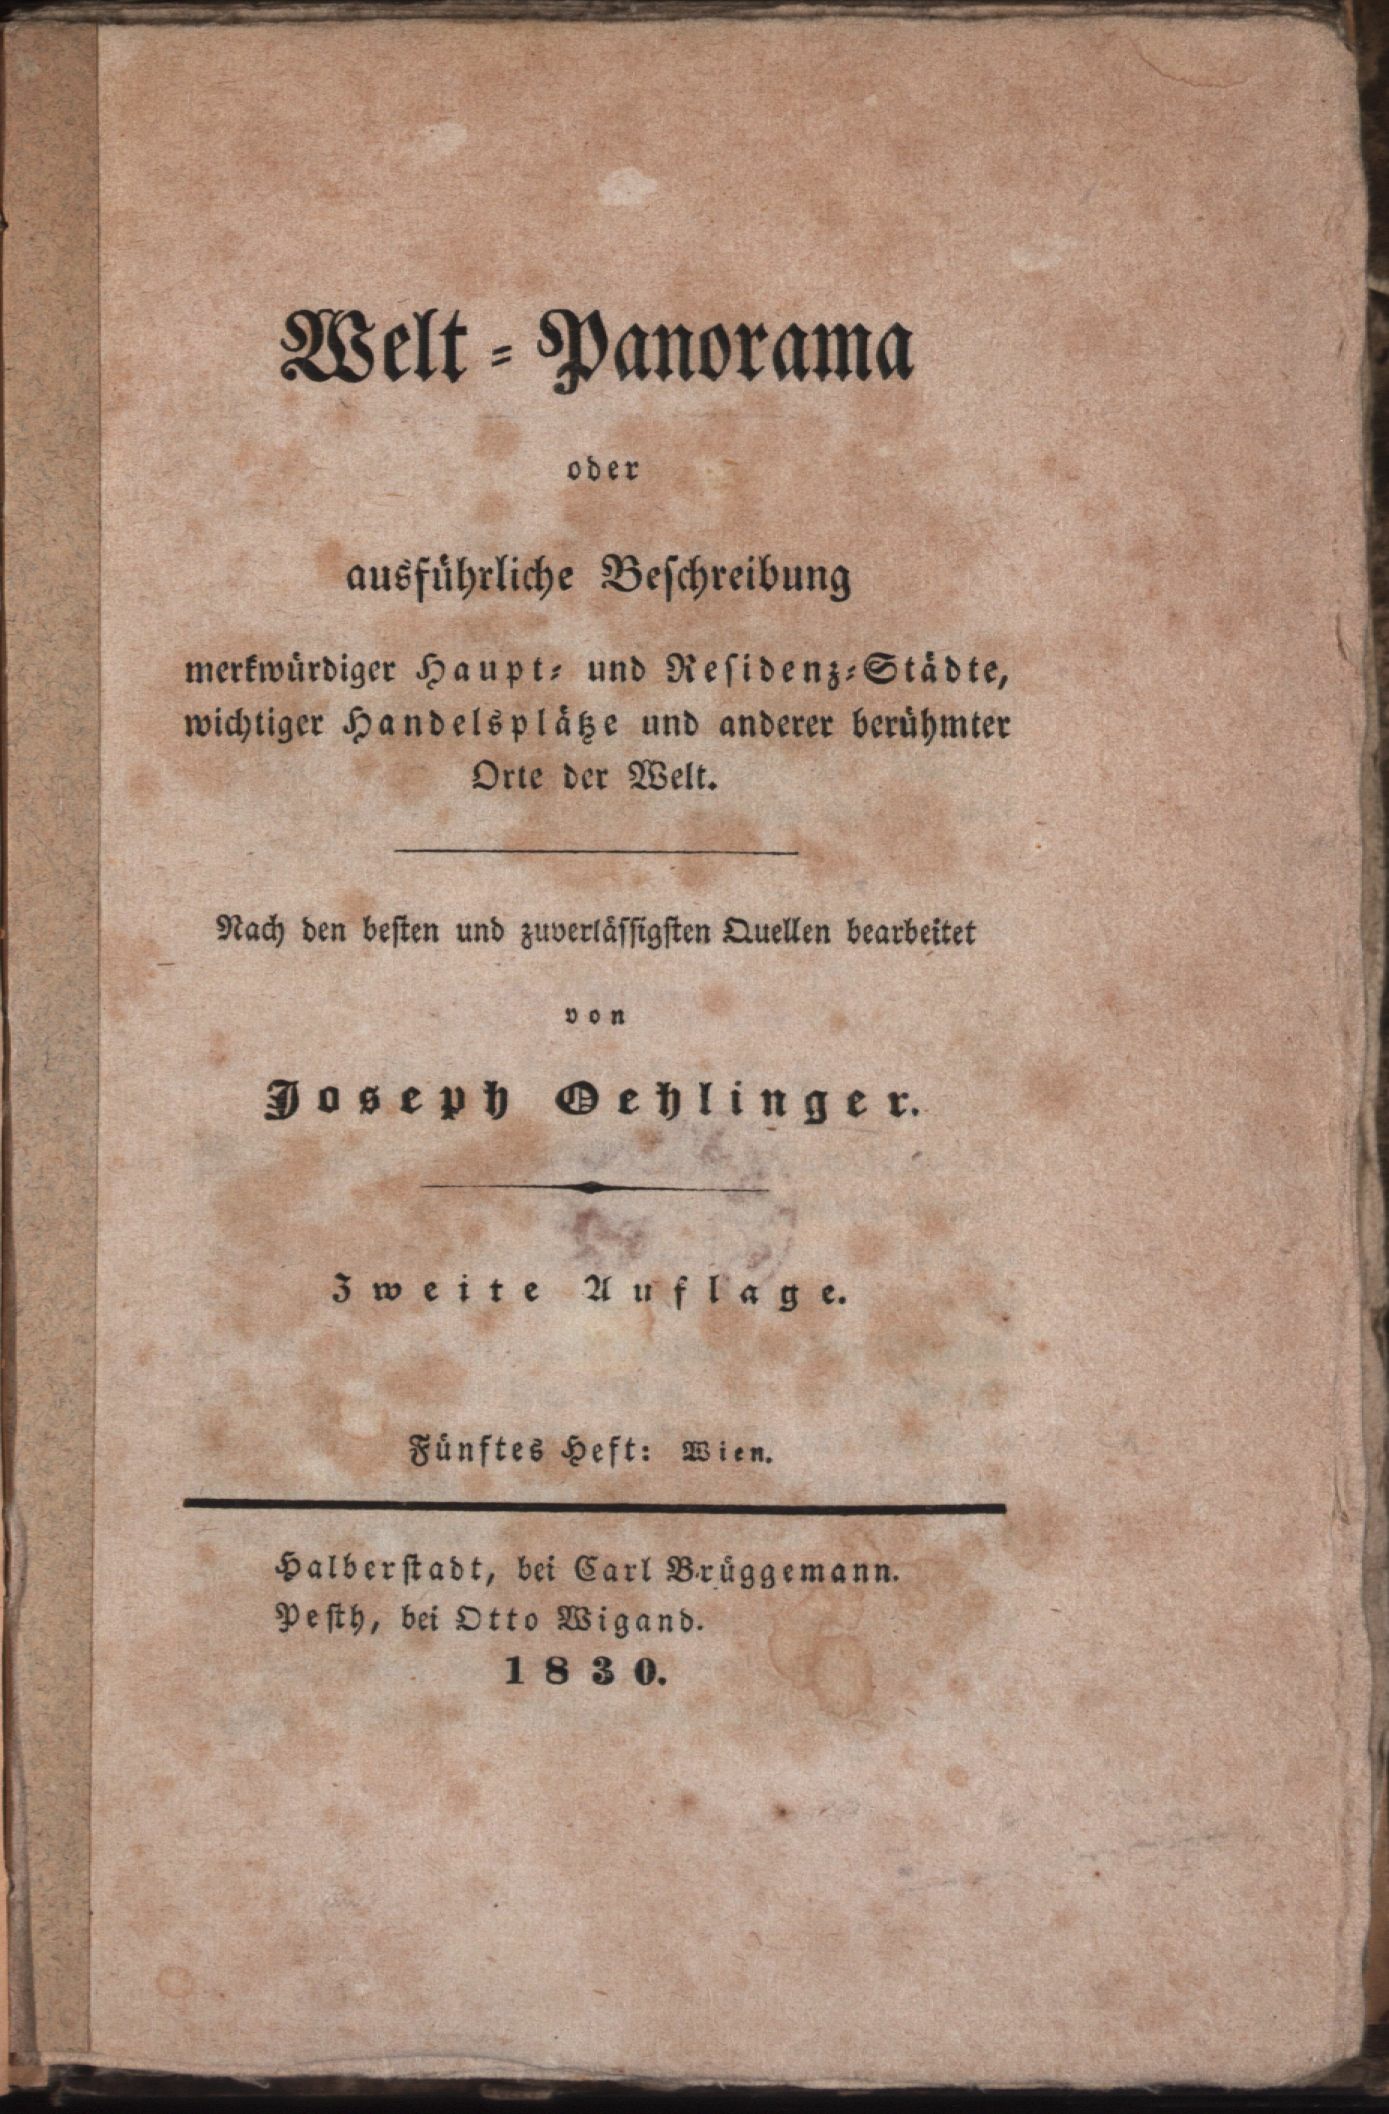 Welt-Panorama
oder
ausführliche Beschreibung
merkwürdiger Haupt- und Residenz-Städte,
wichtiger Handelsplätze und anderer berühmter
Orte der Welt.
Nach den besten und zuverlässigsten Quellen bearbeitet
von
Joseph Oehlinger.
Zweite Auflage.
Fünftes Heft: Wien.
Halberstadt, bei Carl Brüggemann.
Pesth, bei Otto Wigand.
1830.